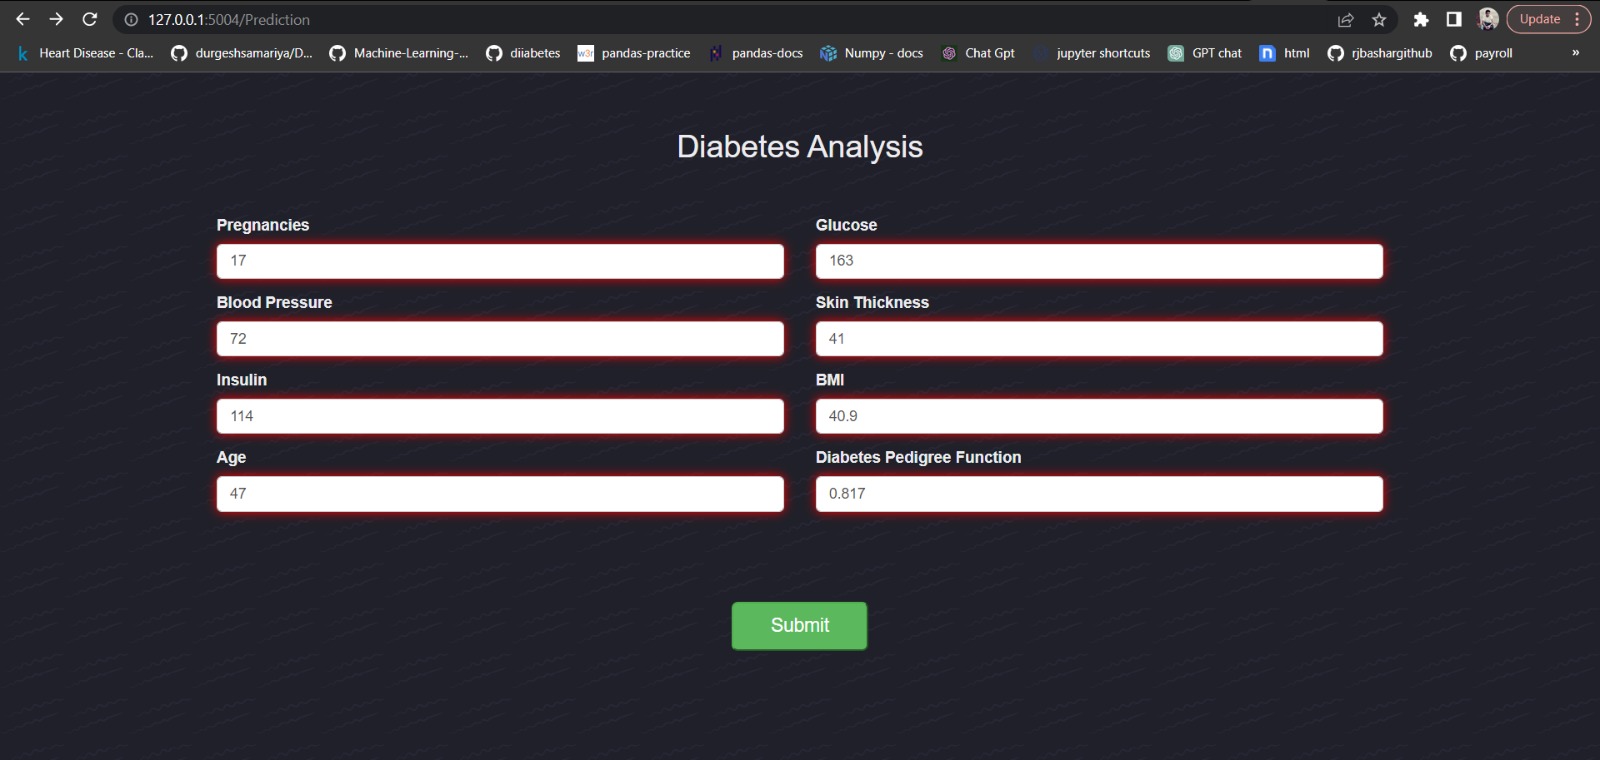 127.0.0.1:5004/Prediction
Update
k Heart Disease - Cla... durgeshsamariya/D... Machine-Learning-... diiabetes w3r pandas-practice pandas-docs Numpy - docs Chat Gpt jupyter shortcuts GPT chat n html rjbashargithub payroll »
Diabetes Analysis
Pregnancies Glucose
17 163
Blood Pressure Skin Thickness
72 41
Insulin BMI
114 40.9
Age Diabetes Pedigree Function
47 0.817
Submit